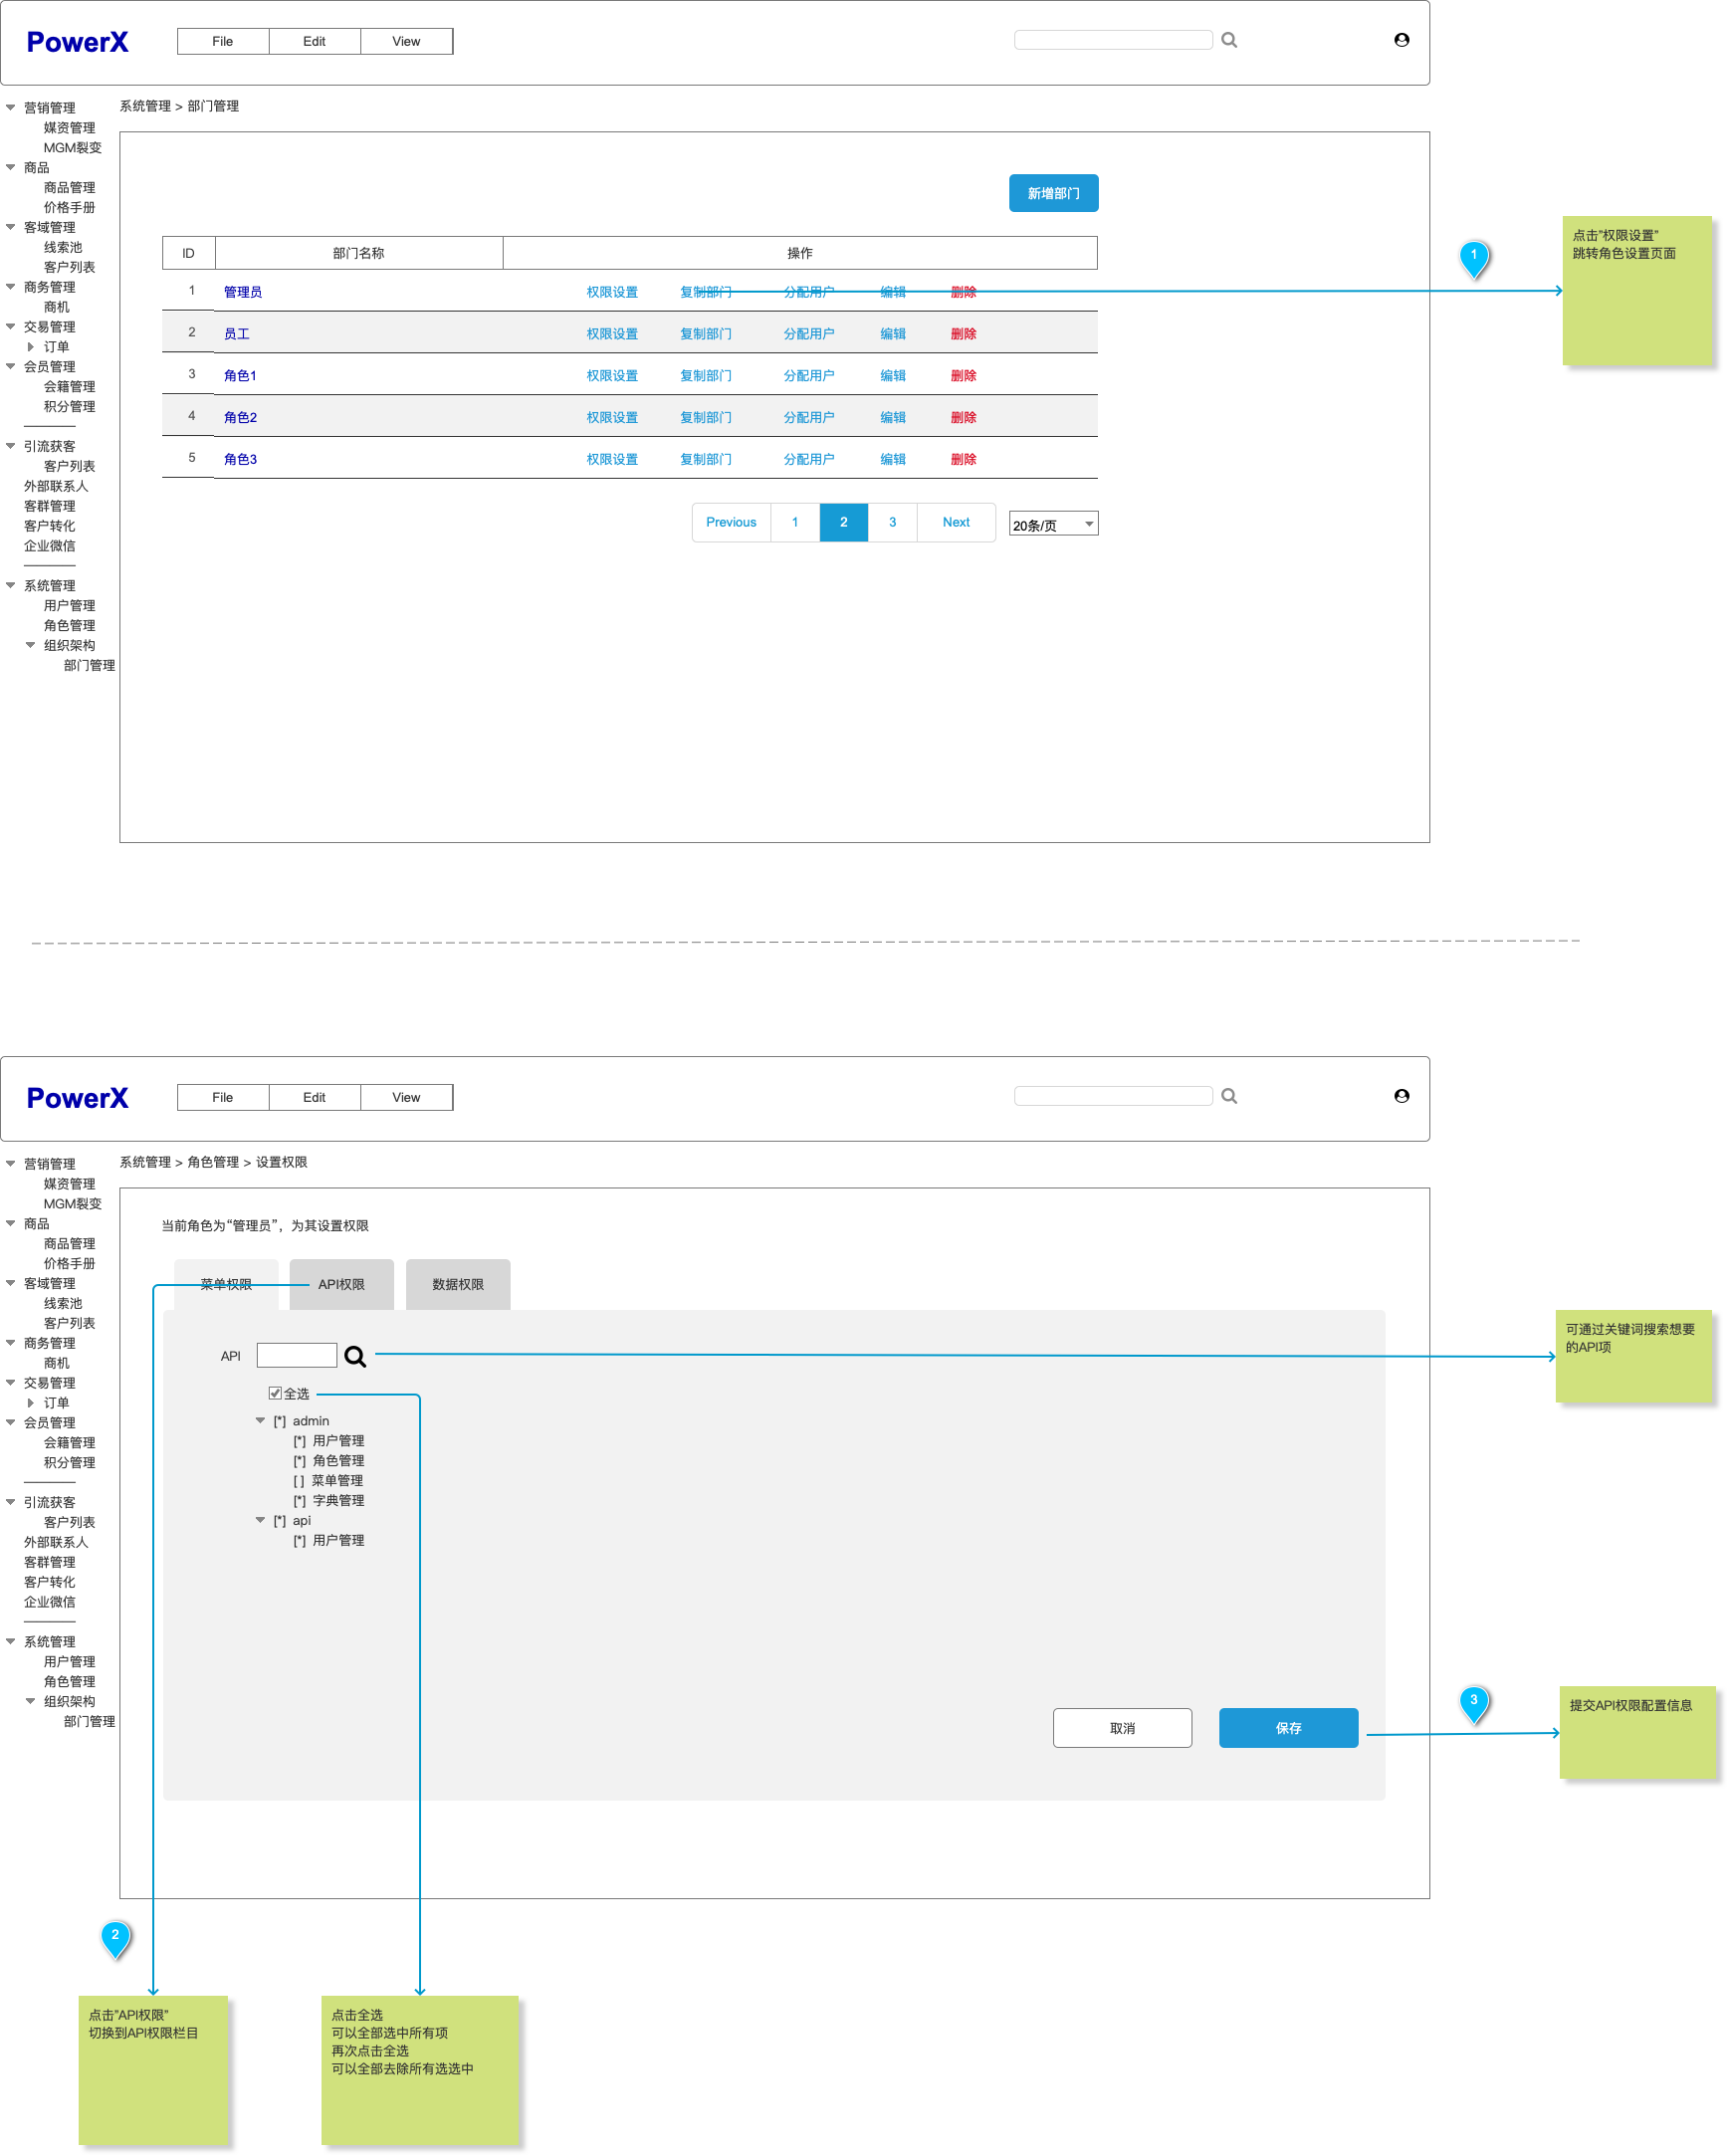 PowerX
File Edit View
系统管理 > 部门管理
营销管理
媒资管理
MGM裂变
商品
商品管理
价格手册
客域管理
线索池
客户列表
商务管理
商机
交易管理
订单
会员管理
会籍管理
积分管理
引流获客
客户列表
外部联系人
客群管理
客户转化
企业微信
系统管理
用户管理
角色管理
组织架构
部门管理
新增部门
ID 部门名称 操作
1 管理员 权限设置 复制部门 分配用户 编辑 删除
2 员工 权限设置 复制部门 分配用户 编辑 删除
3 角色1 权限设置 复制部门 分配用户 编辑 删除
4 角色2 权限设置 复制部门 分配用户 编辑 删除
5 角色3 权限设置 复制部门 分配用户 编辑 删除
Previous 1 2 3 Next 20条/页
1
点击"权限设置"
跳转角色设置页面
PowerX
File Edit View
系统管理 > 角色管理 > 设置权限
营销管理
媒资管理
MGM裂变
商品
商品管理
价格手册
客域管理
线索池
客户列表
商务管理
商机
交易管理
订单
会员管理
会籍管理
积分管理
引流获客
客户列表
外部联系人
客群管理
客户转化
企业微信
系统管理
用户管理
角色管理
组织架构
部门管理
当前角色为“管理员”，为其设置权限
菜单权限 API权限 数据权限
API
全选
[*] admin
[*] 用户管理
[*] 角色管理
[ ] 菜单管理
[*] 字典管理
[*] api
[*] 用户管理
取消 保存
可通过关键词搜索想要
的API项
3
提交API权限配置信息
2
点击"API权限"
切换到API权限栏目
点击全选
可以全部选中所有项
再次点击全选
可以全部去除所有选选中